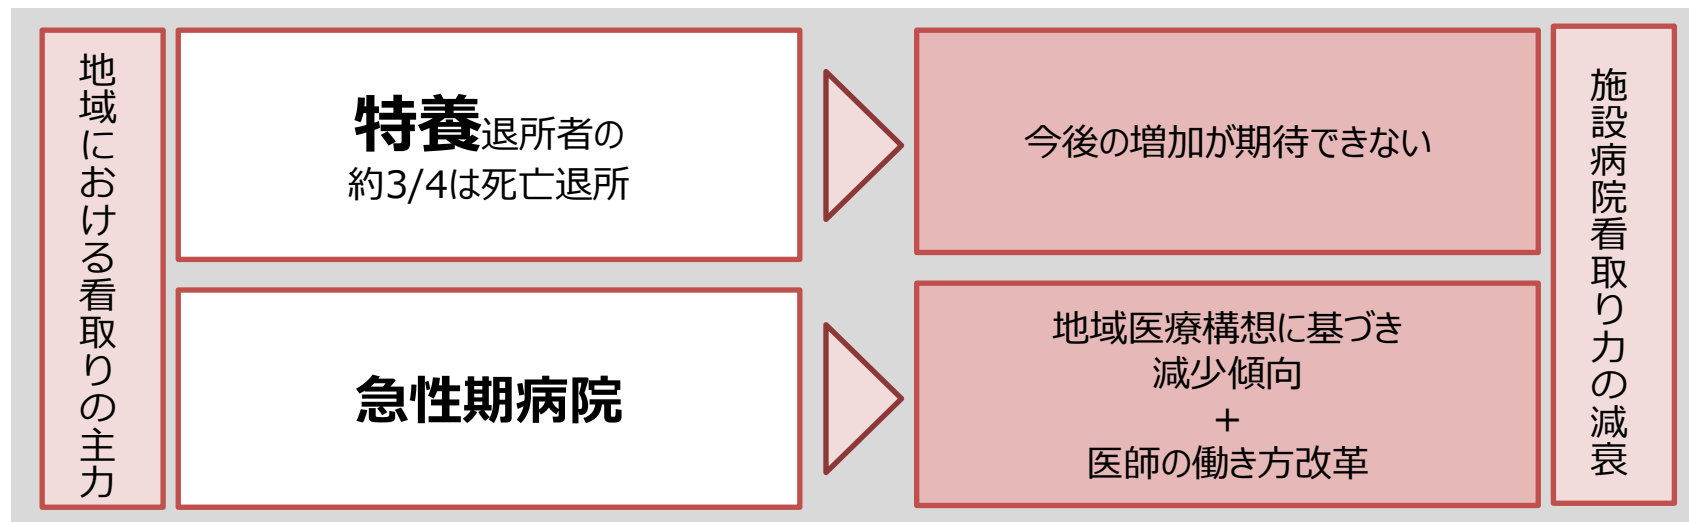 地域における看取りの主力
特養退所者の
約3/4は死亡退所
今後の増加が期待できない
急性期病院
地域医療構想に基づき
減少傾向
+
医師の働き方改革
施設病院看取り力の減衰